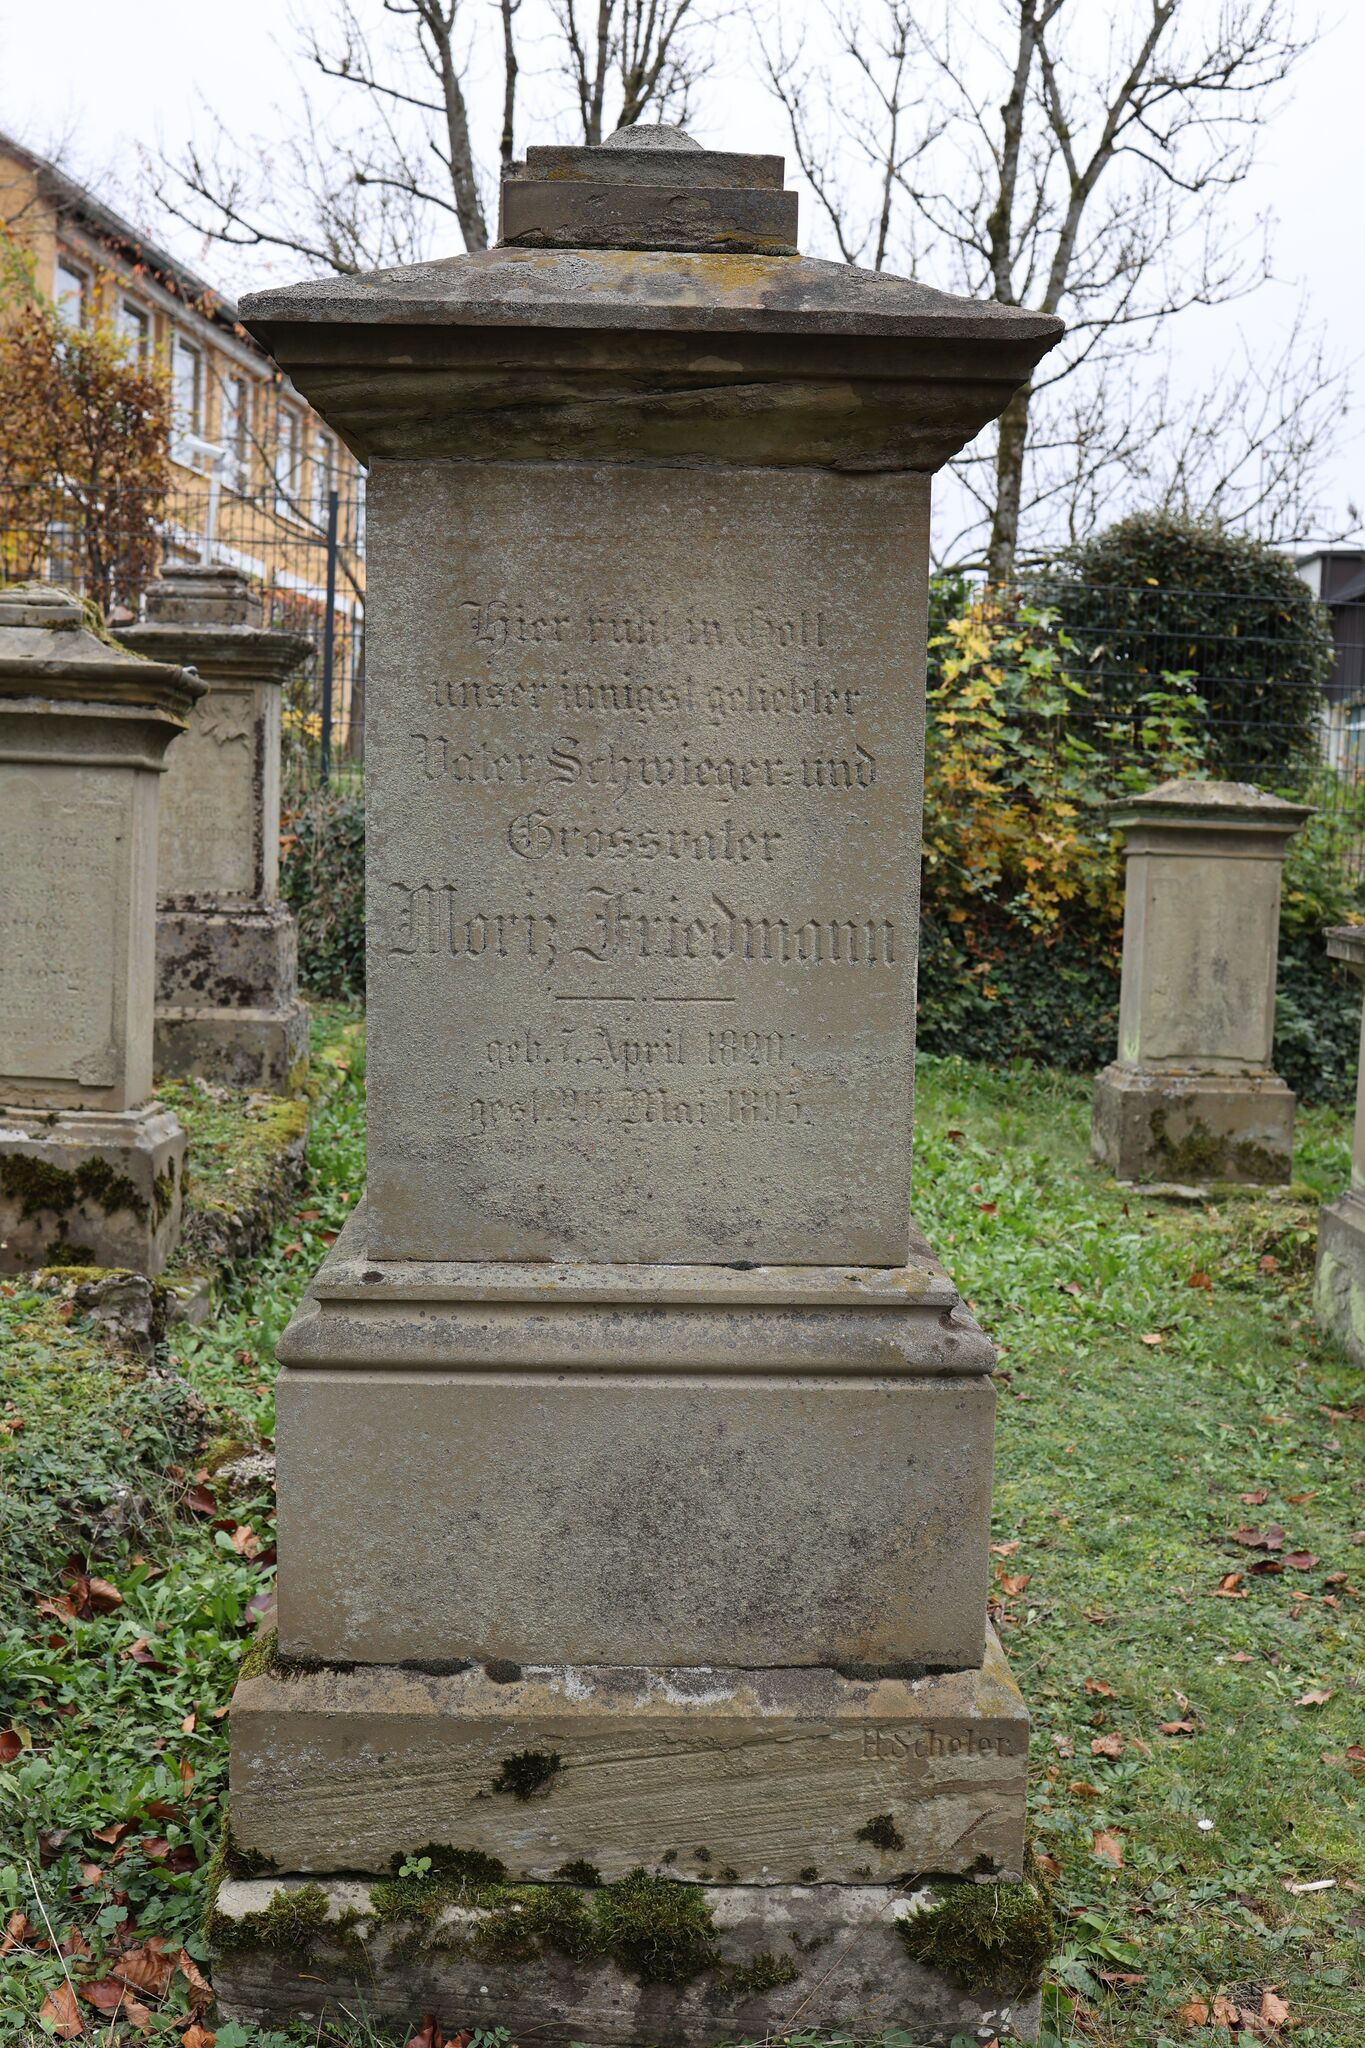 Hier ruht in Gott
unser innigst geliebter
Vater, Schwieger-und
Grossvater
Moriz Friedmann
geb. 7. April 1820,
gest. 25. Mai 1895.
H. Scheler.